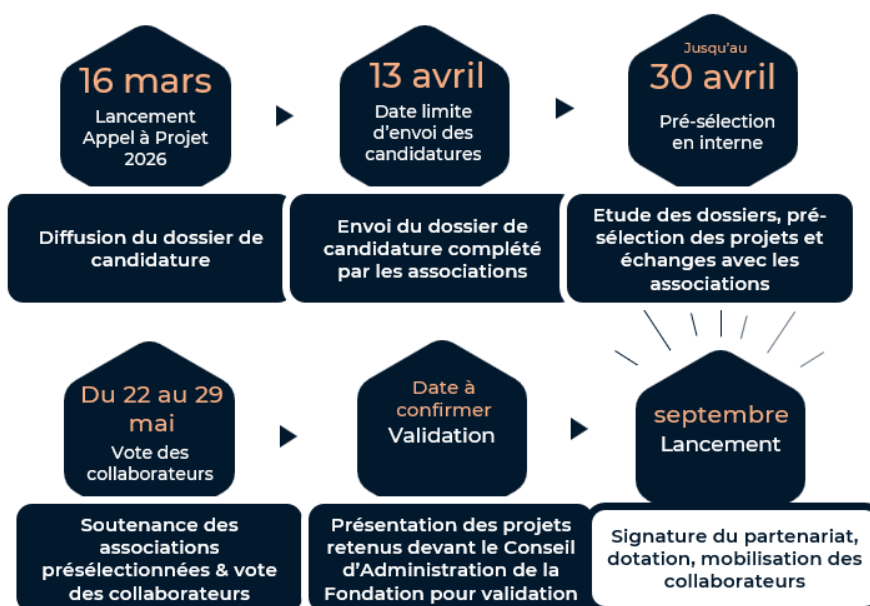 16 mars
Lancement
Appel à Projet
2026
Diffusion du dossier de
candidature
13 avril
Date limite
d'envoi des
candidatures
Envoi du dossier de
candidature complété
par les associations
Jusqu'au
30 avril
Pré-sélection
en interne
Etude des dossiers, pré-
sélection des projets et
échanges avec les
associations
Du 22 au 29
mai
Vote des
collaborateurs
Soutenance des
associations
présélectionnées & vote
des collaborateurs
Date à
confirmer
Validation
Présentation des projets
retenus devant le Conseil
d'Administration de la
Fondation pour validation
septembre
Lancement
Signature du partenariat,
dotation, mobilisation des
collaborateurs